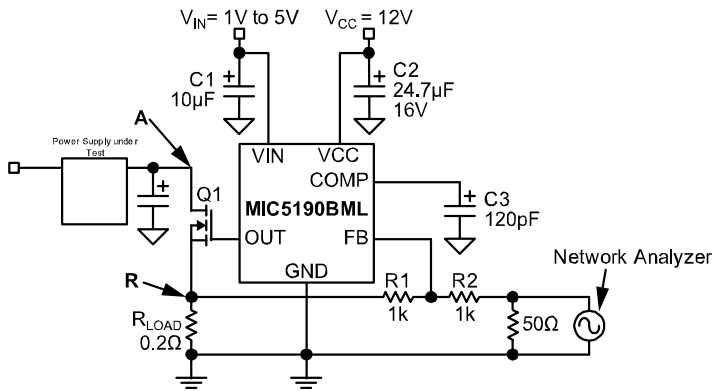 VIN= 1V to 5V
VCC = 12V
C1
10µF
C2
24.7µF
16V
A
Power Supply under
Test
VIN
VCC
COMP
Q1
MIC5190BML
C3
120pF
OUT
FB
Network Analyzer
GND
R
R1
R2
1k
1k
RLOAD
0.2Ω
50Ω
+
+
+
+